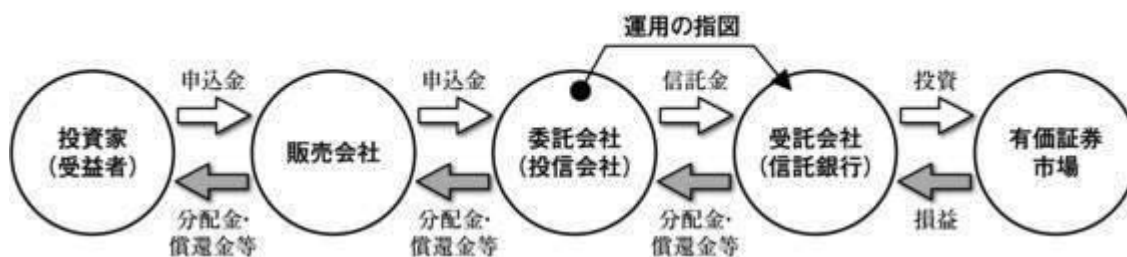 運用の指図
申込金
申込金
信託金
投資
投資家
(受益者)
販売会社
委託会社
(投信会社)
受託会社
(信託銀行)
有価証券
市場
分配金・
償還金等
分配金・
償還金等
分配金・
償還金等
損益